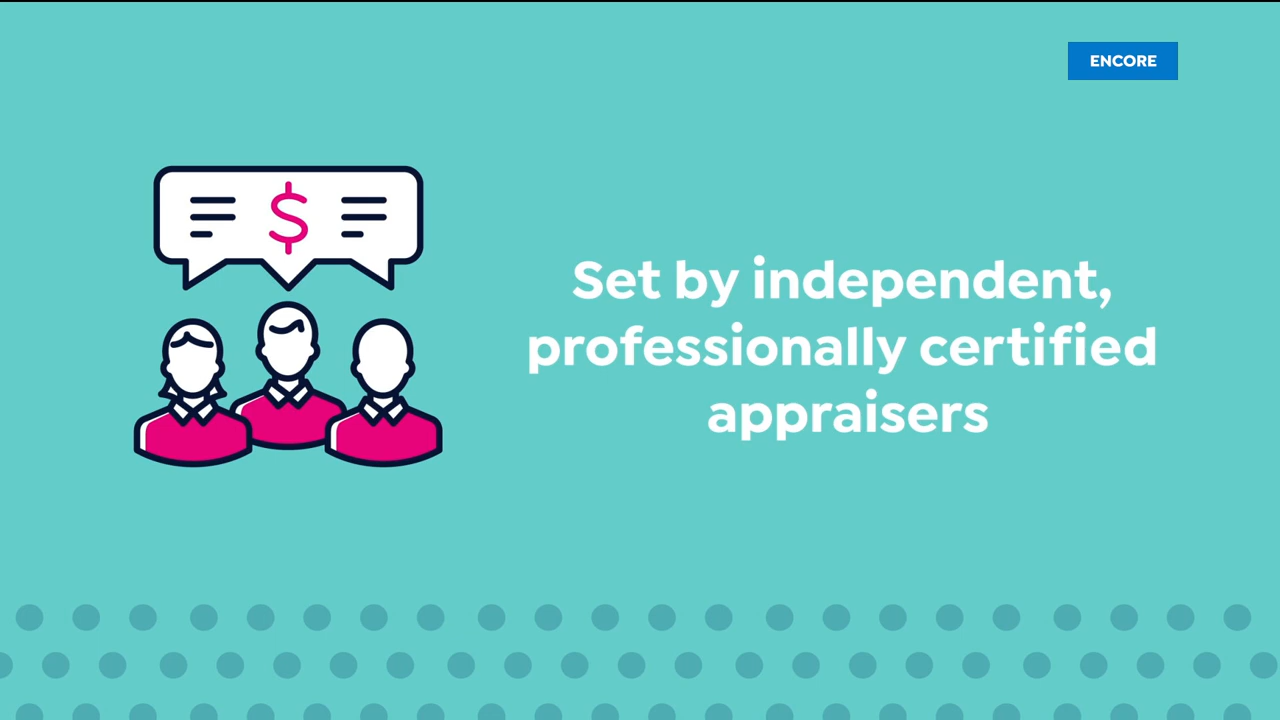 ENCORE
$
Set by independent,
professionally certified
appraisers